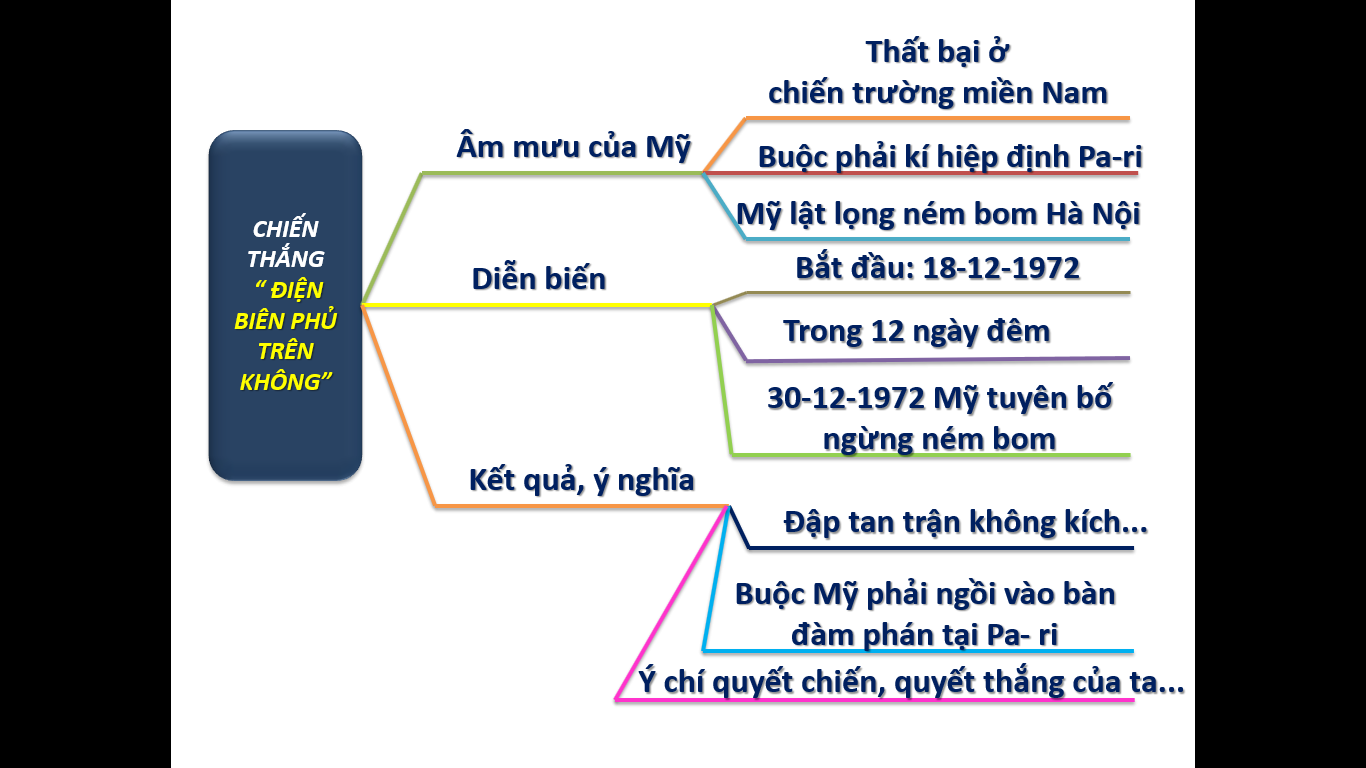 CHIẾN
THẮNG
“ ĐIỆN
BIÊN PHỦ
TRÊN
KHÔNG”
Âm mưu của Mỹ
Thất bại ở
chiến trường miền Nam
Buộc phải kí hiệp định Pa-ri
Mỹ lật lọng ném bom Hà Nội
Diễn biến
Bắt đầu: 18-12-1972
Trong 12 ngày đêm
30-12-1972 Mỹ tuyên bố
ngừng ném bom
Kết quả, ý nghĩa
Đập tan trận không kích...
Buộc Mỹ phải ngồi vào bàn
đàm phán tại Pa- ri
Ý chí quyết chiến, quyết thắng của ta...